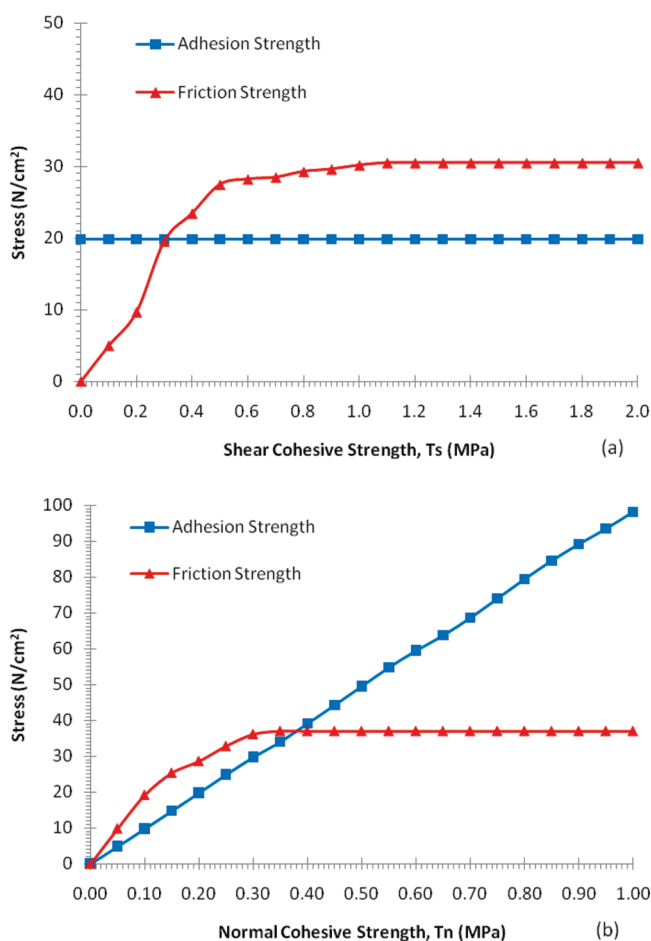 50
40
30
20
10
0
Stress (N/cm²)
Adhesion Strength
Friction Strength
0.0 0.2 0.4 0.6 0.8 1.0 1.2 1.4 1.6 1.8 2.0
Shear Cohesive Strength, Ts (MPa) (a)
100
90
80
70
60
50
40
30
20
10
0
Stress (N/cm²)
Adhesion Strength
Friction Strength
0.00 0.10 0.20 0.30 0.40 0.50 0.60 0.70 0.80 0.90 1.00
Normal Cohesive Strength, Tn (MPa) (b)